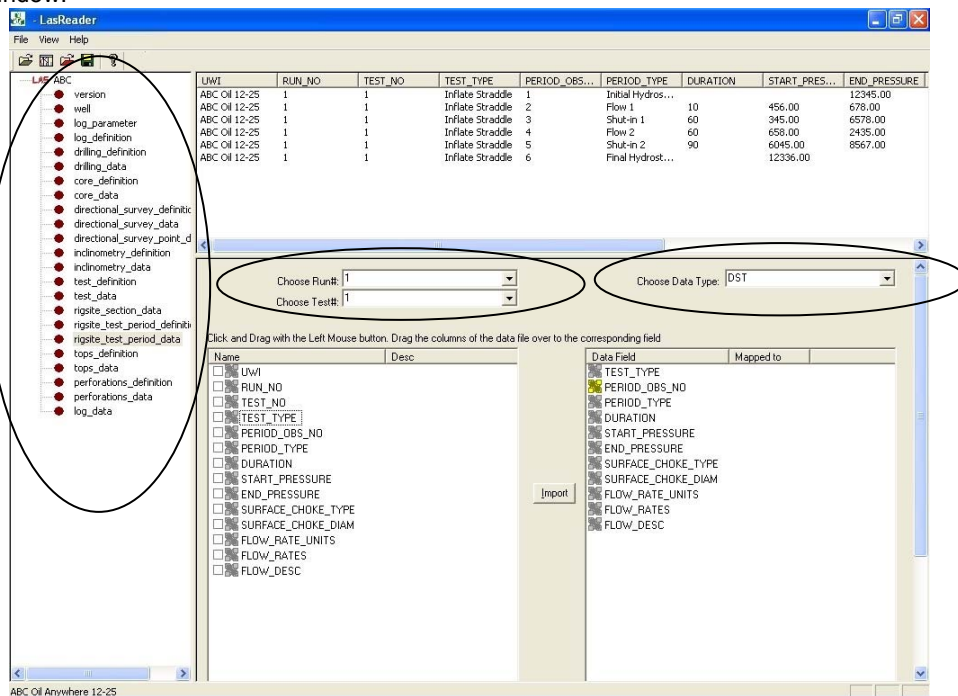 - LasReader
File View Help
LAS ABC
version
well
log_parameter
log_definition
drilling_definition
drilling_data
core_definition
core_data
directional_survey_definitic
directional_survey_data
directional_survey_point_d
inclinometry_definition
inclinometry_data
test_definition
test_data
rigsite_section_data
rigsite_test_period_definiti
rigsite_test_period_data
tops_definition
tops_data
perforations_definition
perforations_data
log_data
UWI RUN_NO TEST_NO TEST_TYPE PERIOD_OBS... PERIOD_TYPE DURATION START_PRES... END_PRESSURE
ABC Oil 12-25 1 1 Inflate Straddle 1 Initial Hydros... 12345.00
ABC Oil 12-25 1 1 Inflate Straddle 2 Flow 1 10 456.00 678.00
ABC Oil 12-25 1 1 Inflate Straddle 3 Shut-in 1 60 345.00 6578.00
ABC Oil 12-25 1 1 Inflate Straddle 4 Flow 2 60 658.00 2435.00
ABC Oil 12-25 1 1 Inflate Straddle 5 Shut-in 2 90 6045.00 8567.00
ABC Oil 12-25 1 1 Inflate Straddle 6 Final Hydrost... 12336.00
Choose Run#: 1
Choose Test#: 1
Choose Data Type: DST
Click and Drag with the Left Mouse button. Drag the columns of the data file over to the corresponding field
Name Desc
UWI
RUN_NO
TEST_NO
TEST_TYPE
PERIOD_OBS_NO
PERIOD_TYPE
DURATION
START_PRESSURE
END_PRESSURE
SURFACE_CHOKE_TYPE
SURFACE_CHOKE_DIAM
FLOW_RATE_UNITS
FLOW_RATES
FLOW_DESC
Import
Data Field Mapped to
TEST_TYPE
PERIOD_OBS_NO
PERIOD_TYPE
DURATION
START_PRESSURE
END_PRESSURE
SURFACE_CHOKE_TYPE
SURFACE_CHOKE_DIAM
FLOW_RATE_UNITS
FLOW_RATES
FLOW_DESC
ABC Oil Anywhere 12-25